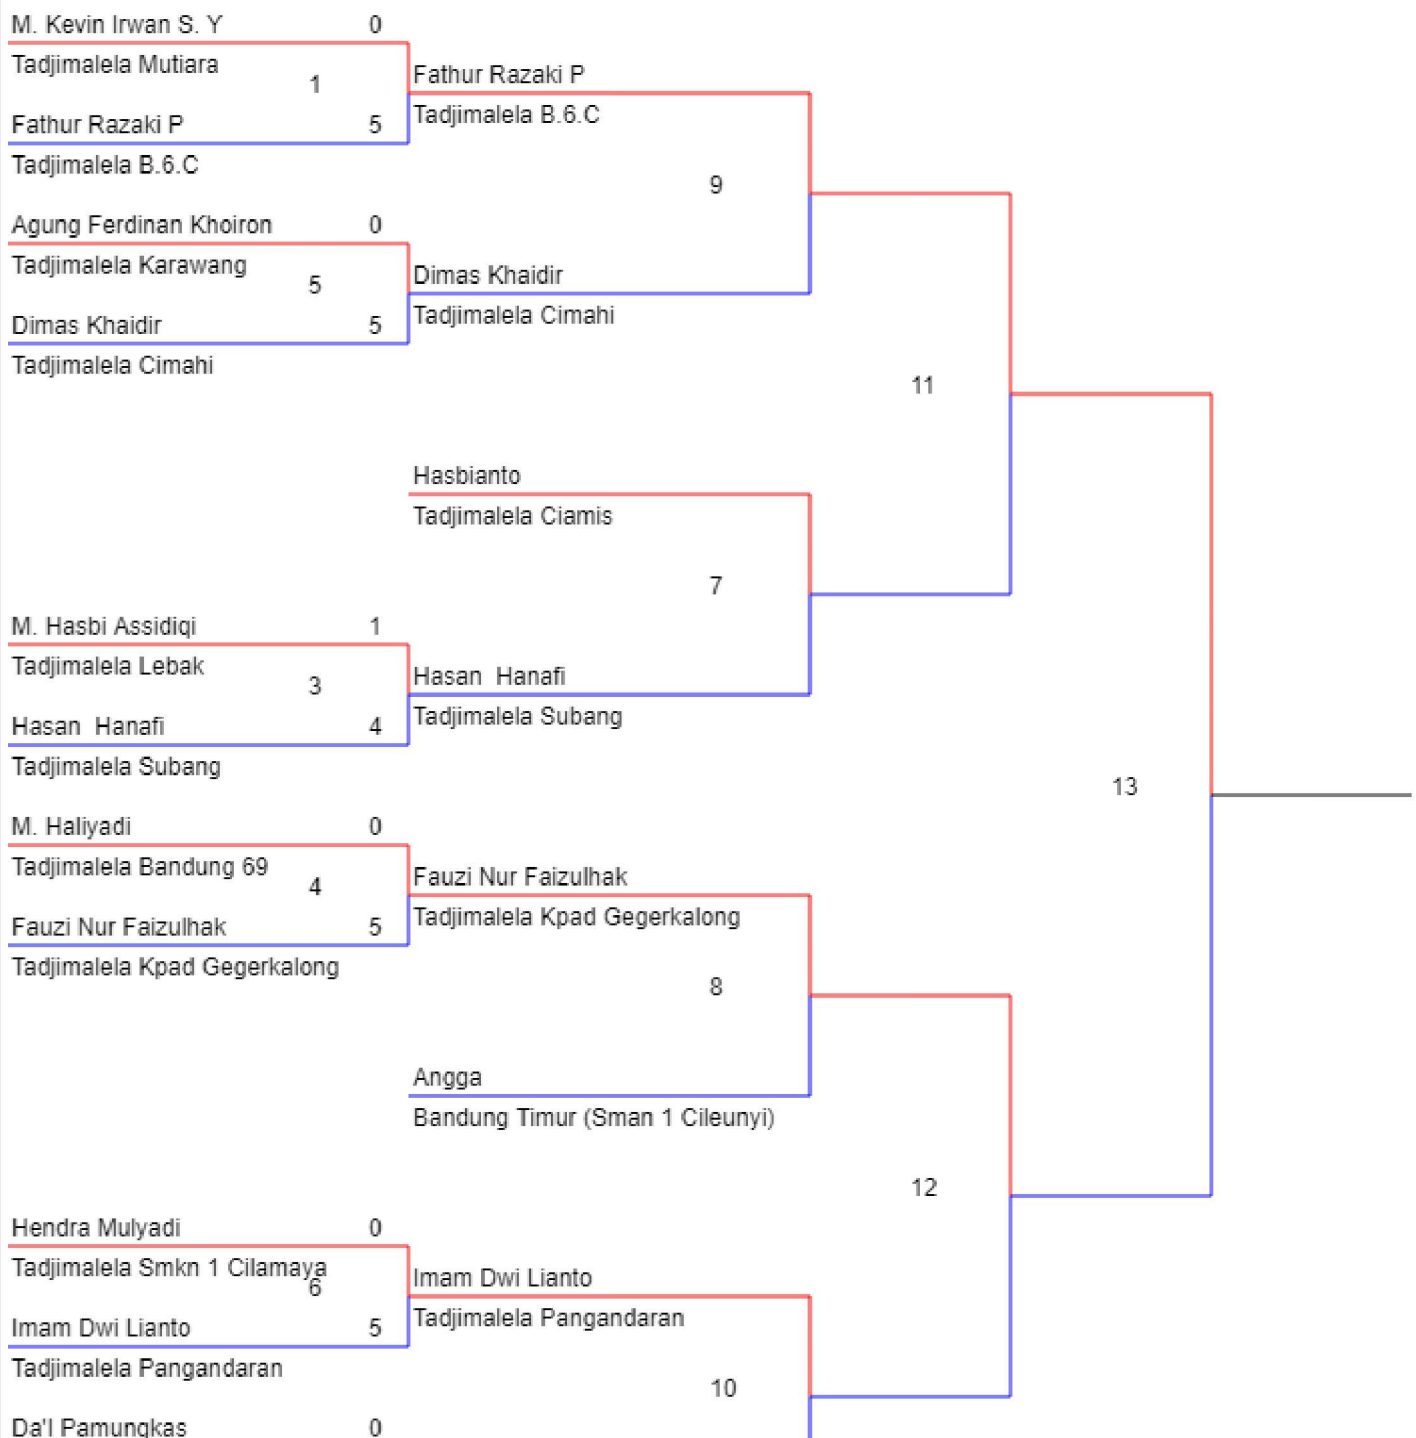 M. Kevin Irwan S. Y 0
Tadjimalela Mutiara
1
Fathur Razaki P 5
Tadjimalela B.6.C
Fathur Razaki P
Tadjimalela B.6.C
9
Agung Ferdinan Khoiron 0
Tadjimalela Karawang
5
Dimas Khaidir 5
Tadjimalela Cimahi
Dimas Khaidir
Tadjimalela Cimahi
11
Hasbianto
Tadjimalela Ciamis
7
M. Hasbi Assidiqi 1
Tadjimalela Lebak
3
Hasan  Hanafi 4
Tadjimalela Subang
Hasan  Hanafi
Tadjimalela Subang
13
M. Haliyadi 0
Tadjimalela Bandung 69
4
Fauzi Nur Faizulhak 5
Tadjimalela Kpad Gegerkalong
Fauzi Nur Faizulhak
Tadjimalela Kpad Gegerkalong
8
Angga
Bandung Timur (Sman 1 Cileunyi)
12
Hendra Mulyadi 0
Tadjimalela Smkn 1 Cilamaya
6
Imam Dwi Lianto 5
Tadjimalela Pangandaran
Imam Dwi Lianto
Tadjimalela Pangandaran
10
Da'I Pamungkas 0